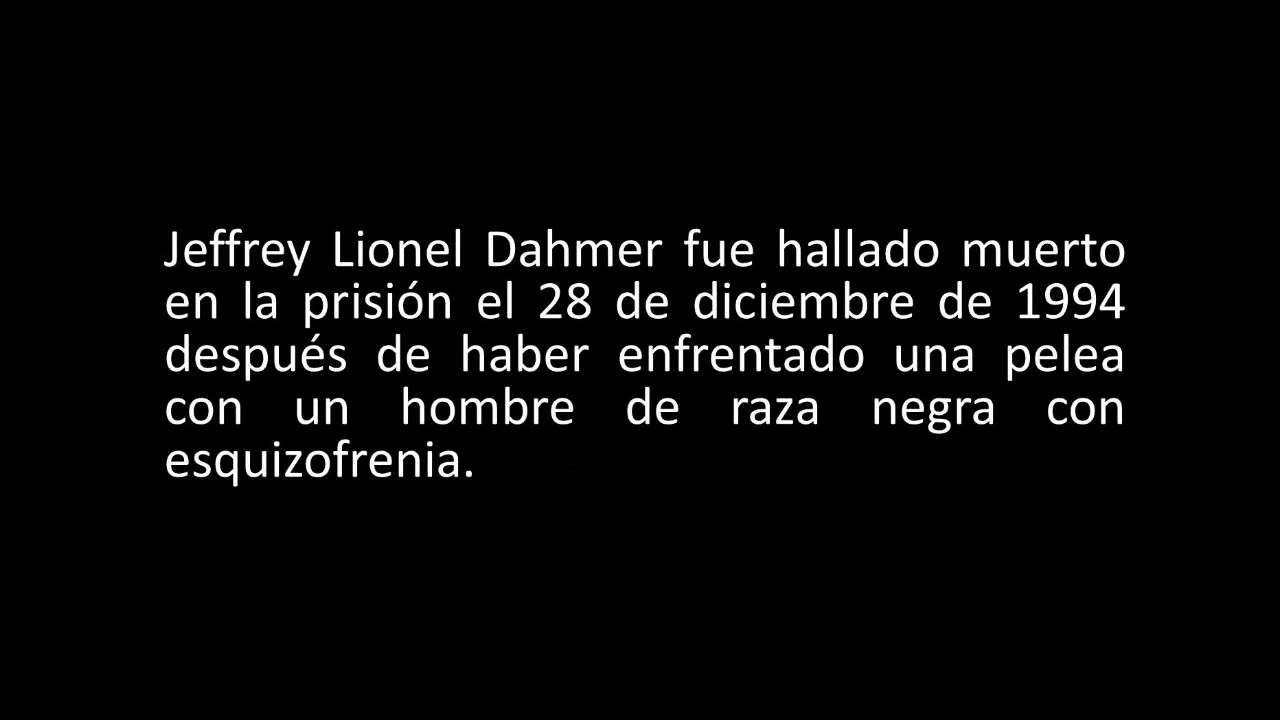 Jeffrey Lionel Dahmer fue hallado muerto
en la prisión el 28 de diciembre de 1994
después de haber enfrentado una pelea
con un hombre de raza negra con
esquizofrenia.